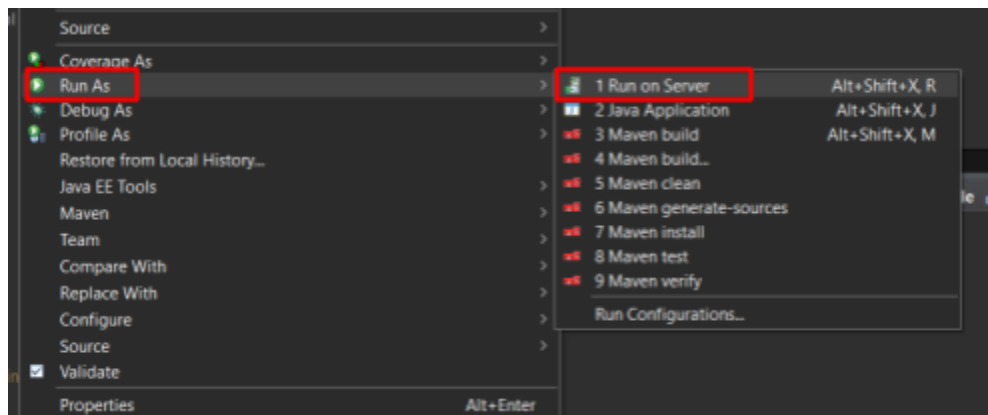 Source
Coverage As
Run As
Debug As
Profile As
Restore from Local History...
Java EE Tools
Maven
Team
Compare With
Replace With
Configure
Source
Validate
Properties Alt+Enter
1 Run on Server Alt+Shift+X, R
2 Java Application Alt+Shift+X, J
3 Maven build Alt+Shift+X, M
4 Maven build...
5 Maven clean
6 Maven generate-sources
7 Maven install
8 Maven test
9 Maven verify
Run Configurations...